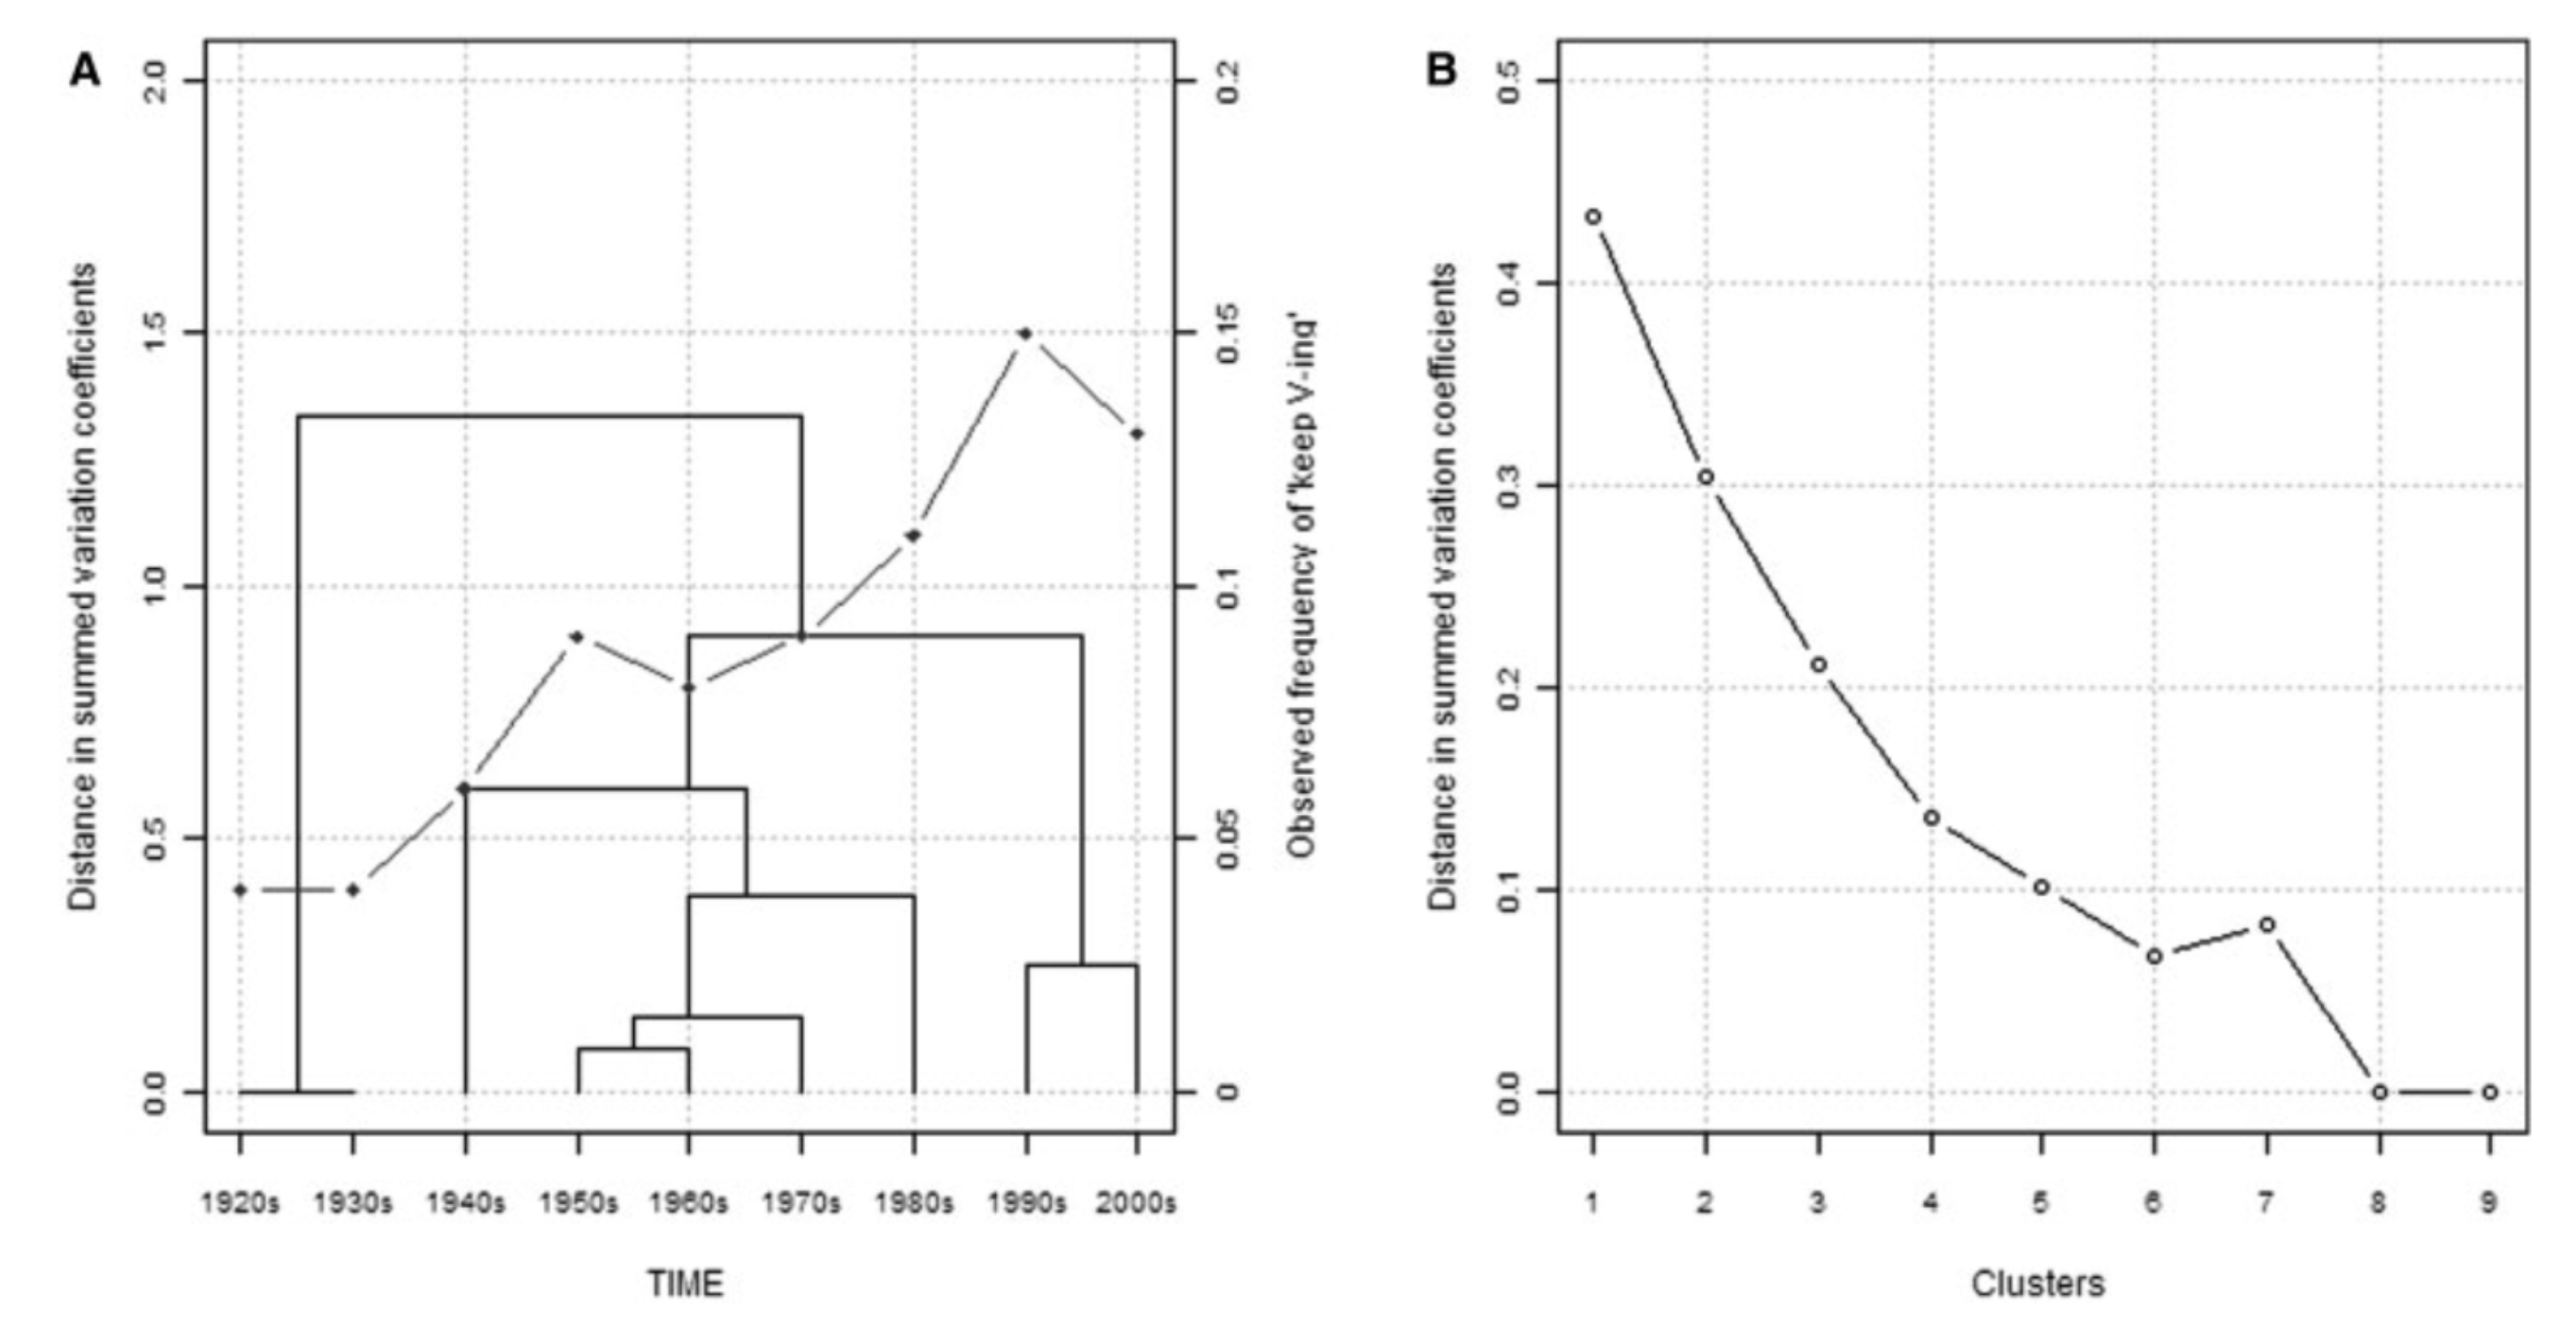 A
Distance in summed variation coefficients
2.0
1.5
1.0
0.5
0.0
0.2
0.15
0.1
0.05
0
Observed frequency of 'keep V-ing'
1920s 1930s 1940s 1950s 1960s 1970s 1980s 1990s 2000s
TIME
B
Distance in summed variation coefficients
0.5
0.4
0.3
0.2
0.1
0.0
1 2 3 4 5 6 7 8 9
Clusters